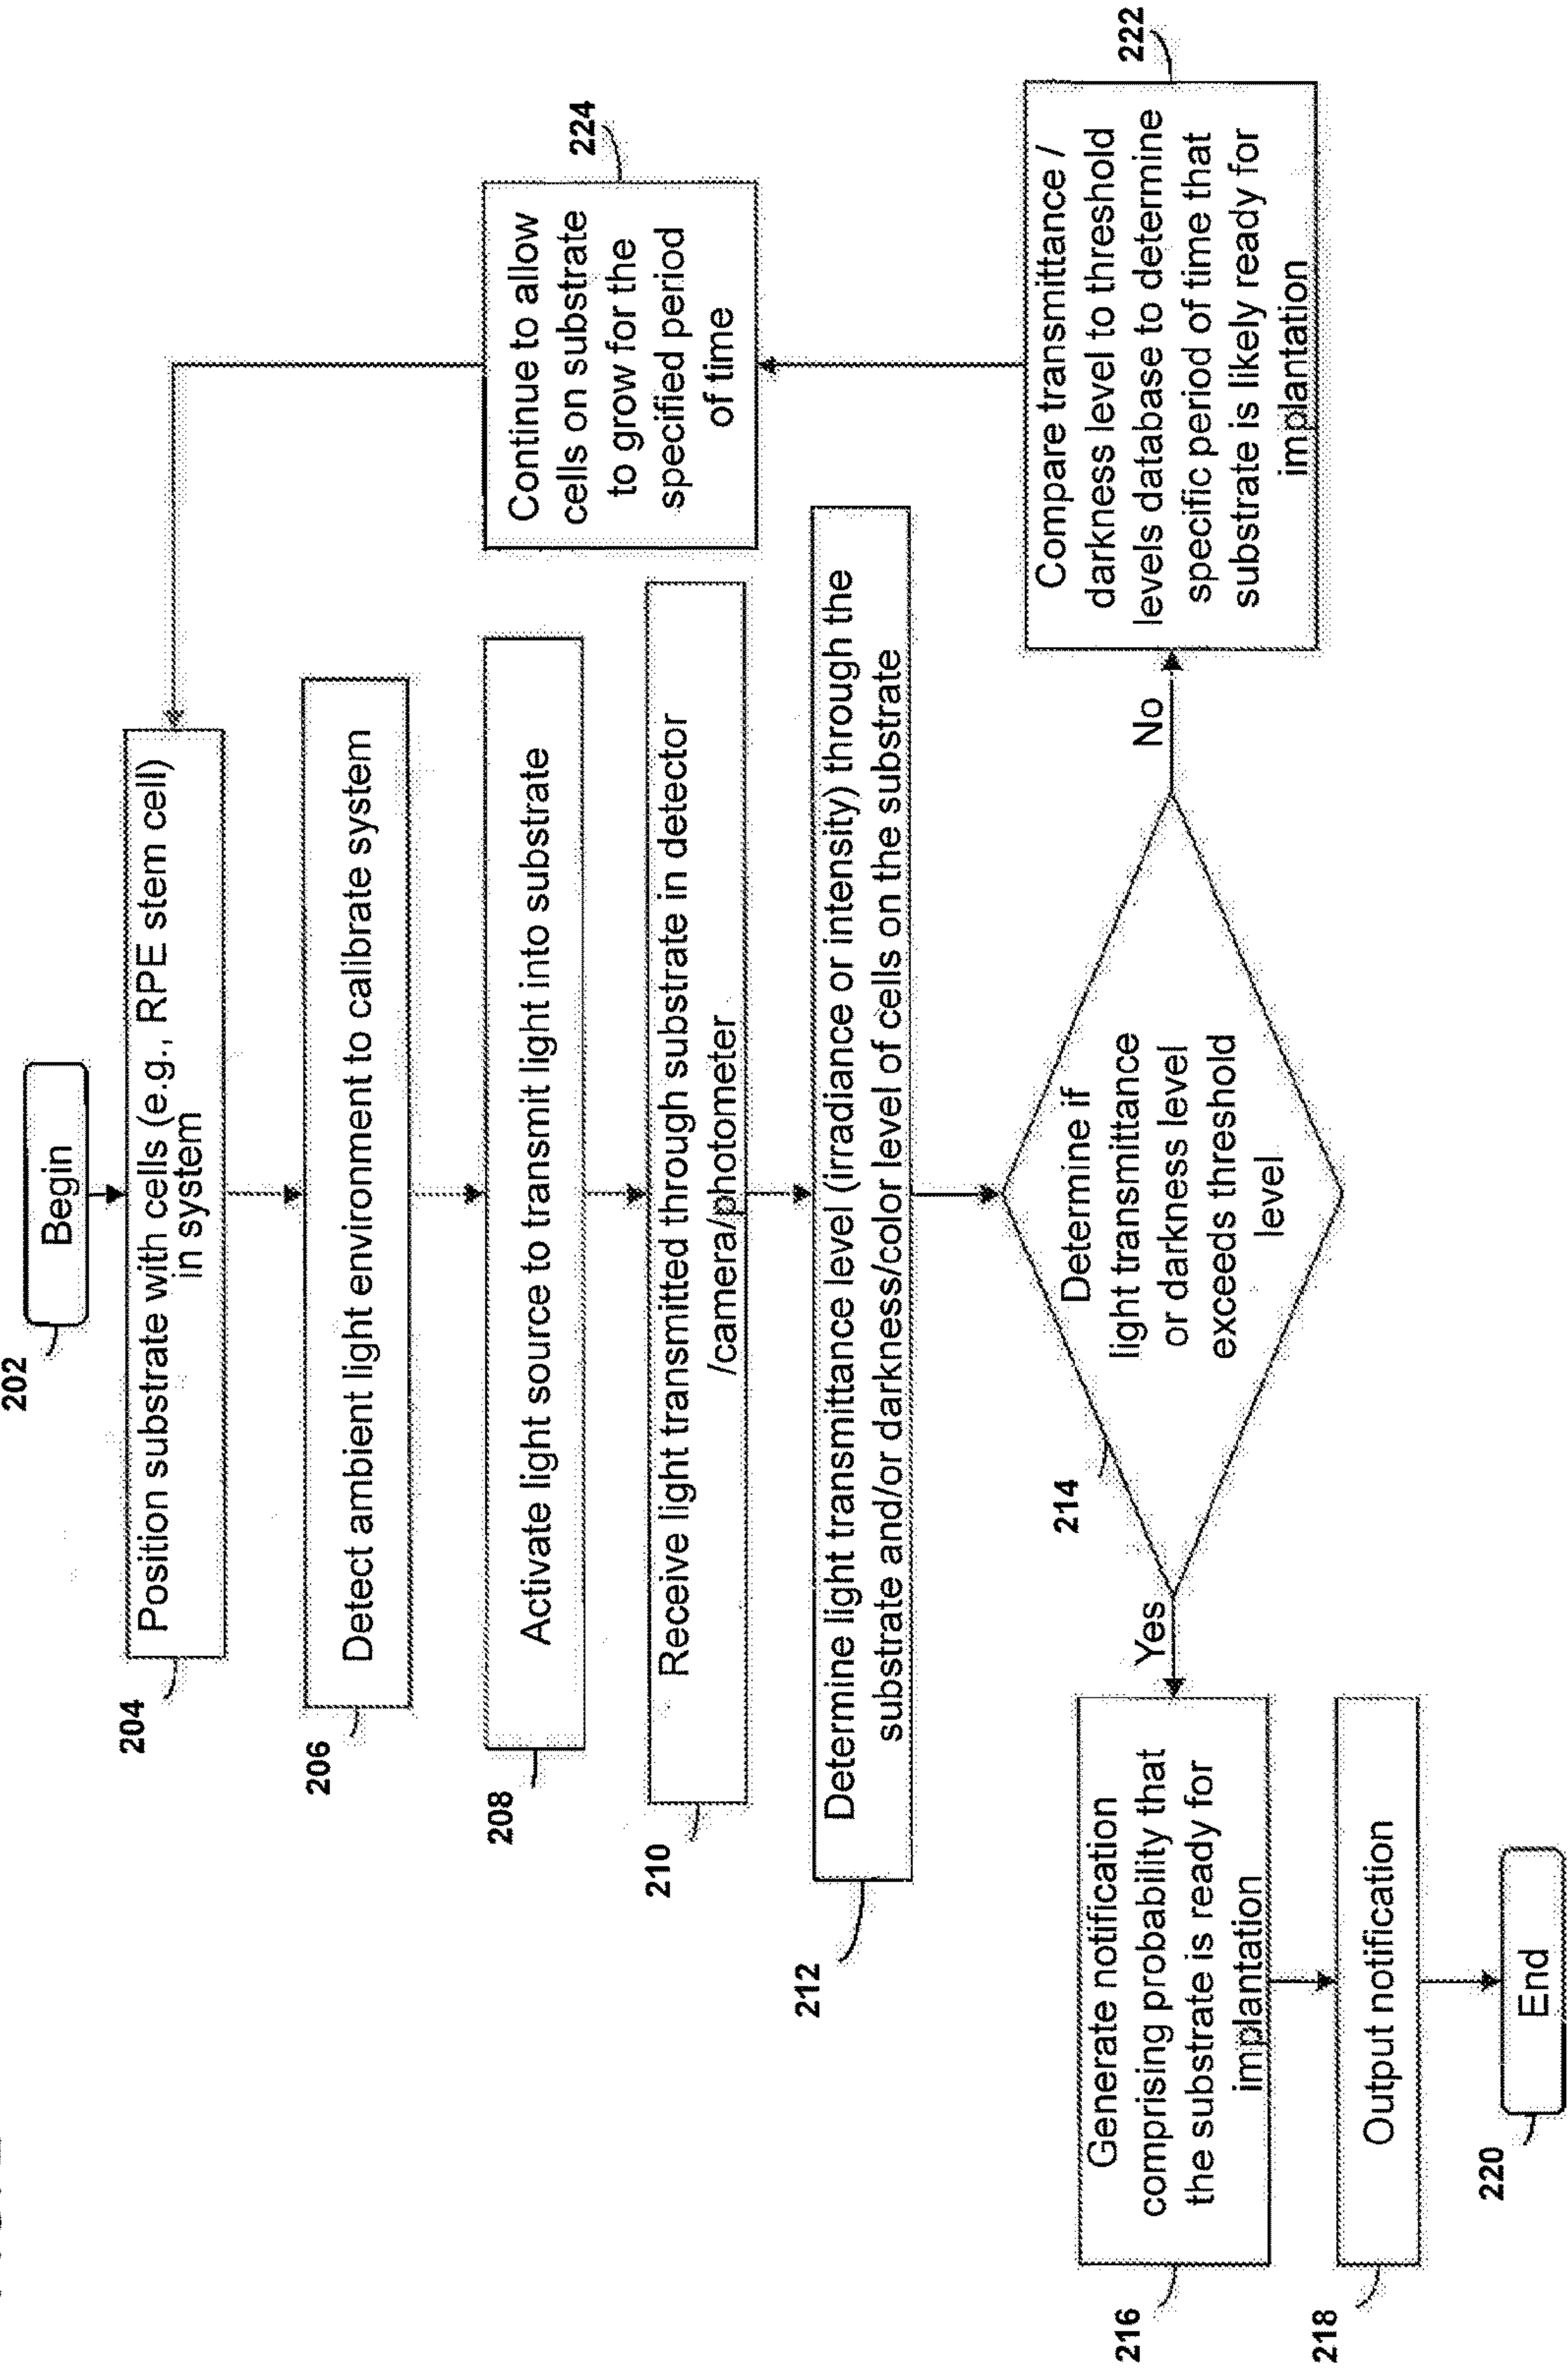 202
Begin
204
Position substrate with cells (e.g., RPE stem cell)
in system
206
Detect ambient light environment to calibrate system
208
Activate light source to transmit light into substrate
210
Receive light transmitted through substrate in detector
/camera/photometer
212
Determine light transmittance level (irradiance or intensity) through the
substrate and/or darkness/color level of cells on the substrate
214
Determine if
light transmittance
or darkness level
exceeds threshold
level
Yes
No
216
Generate notification
comprising probability that
the substrate is ready for
implantation
218
Output notification
220
End
222
Compare transmittance /
darkness level to threshold
levels database to determine
specific period of time that
substrate is likely ready for
implantation
224
Continue to allow
cells on substrate
to grow for the
specified period
of time